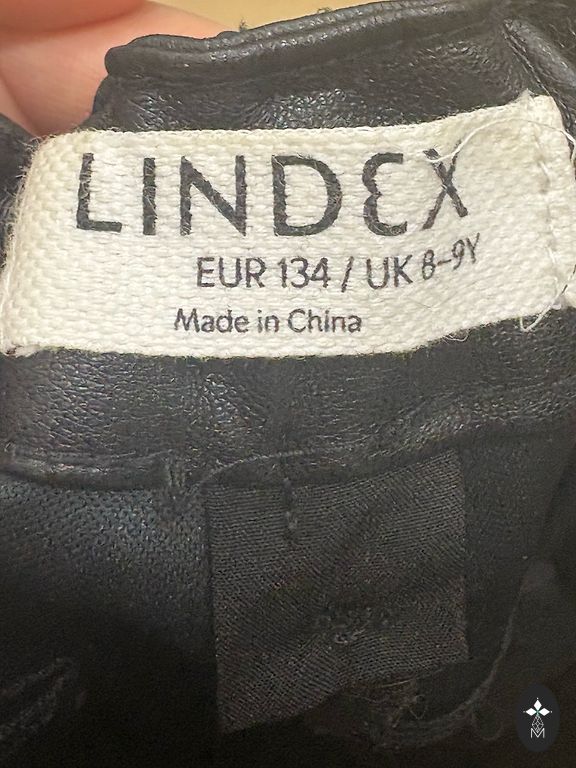 LINDEX
EUR 134 / UK 8-9Y
Made in China
M